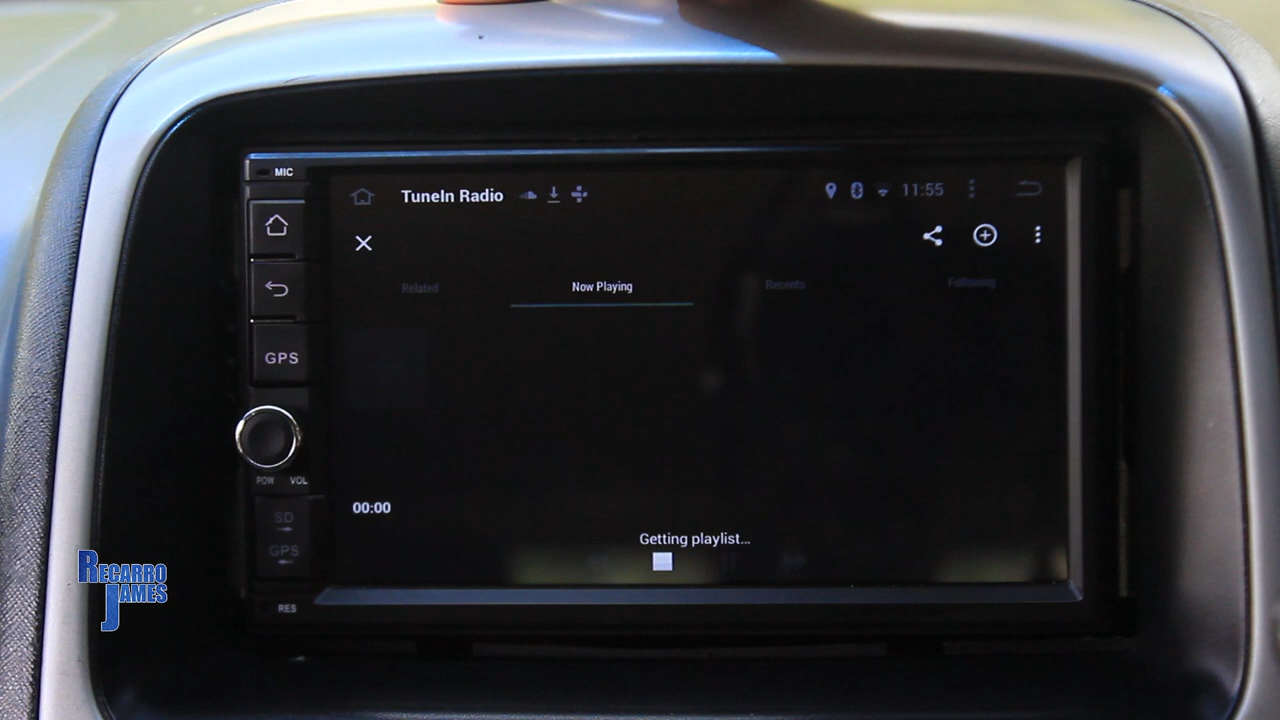 MIC
TuneIn Radio
11:55
Related
Now Playing
Recents
Following
GPS
POW VOL
SD
GPS
00:00
Getting playlist...
RES
REGARRO
JAMES